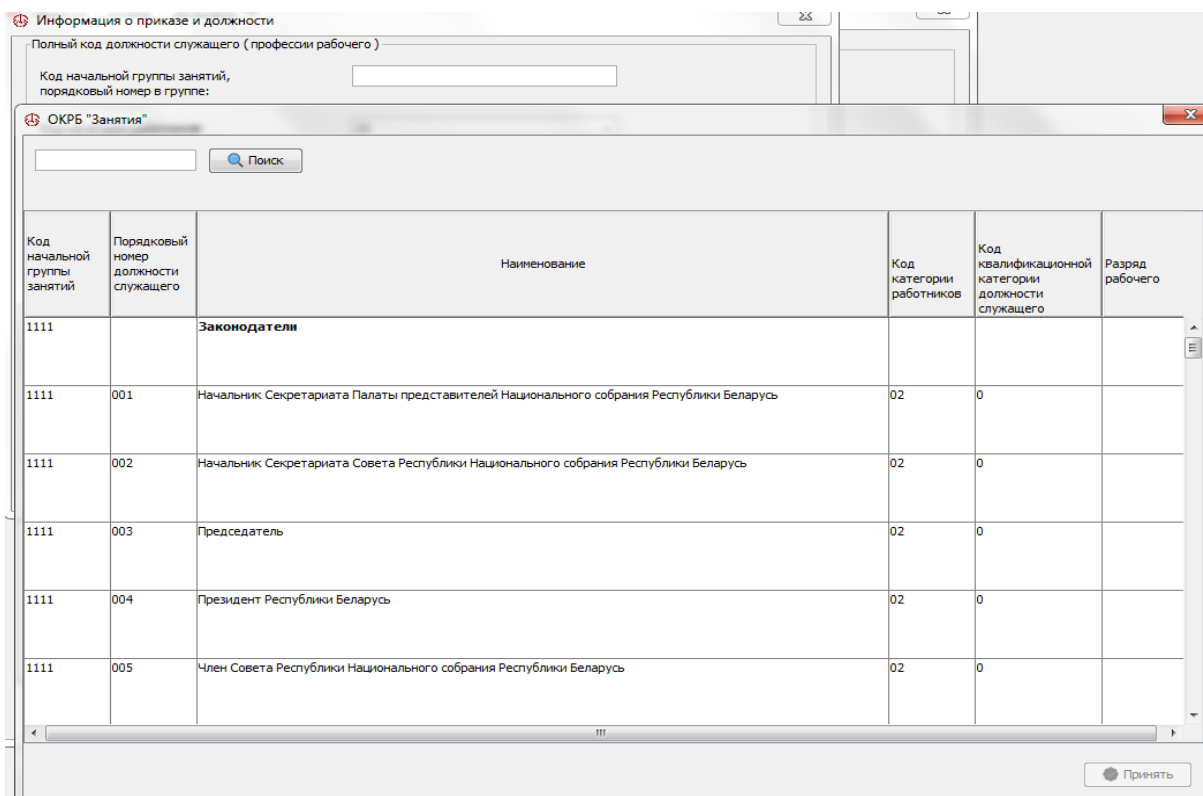 Информация о приказе и должности
Полный код должности служащего ( профессии рабочего )
Код начальной группы занятий,
порядковый номер в группе:
ОКРБ "Занятия"
Поиск
Код
начальной
группы
занятий
Порядковый
номер
должности
служащего
Наименование
Код
категории
работников
Код
квалификационной
категории
должности
служащего
Разряд
рабочего
1111 Законодатели
1111 001 Начальник Секретариата Палаты представителей Национального собрания Республики Беларусь 02 0
1111 002 Начальник Секретариата Совета Республики Национального собрания Республики Беларусь 02 0
1111 003 Председатель 02 0
1111 004 Президент Республики Беларусь 02 0
1111 005 Член Совета Республики Национального собрания Республики Беларусь 02 0
Принять